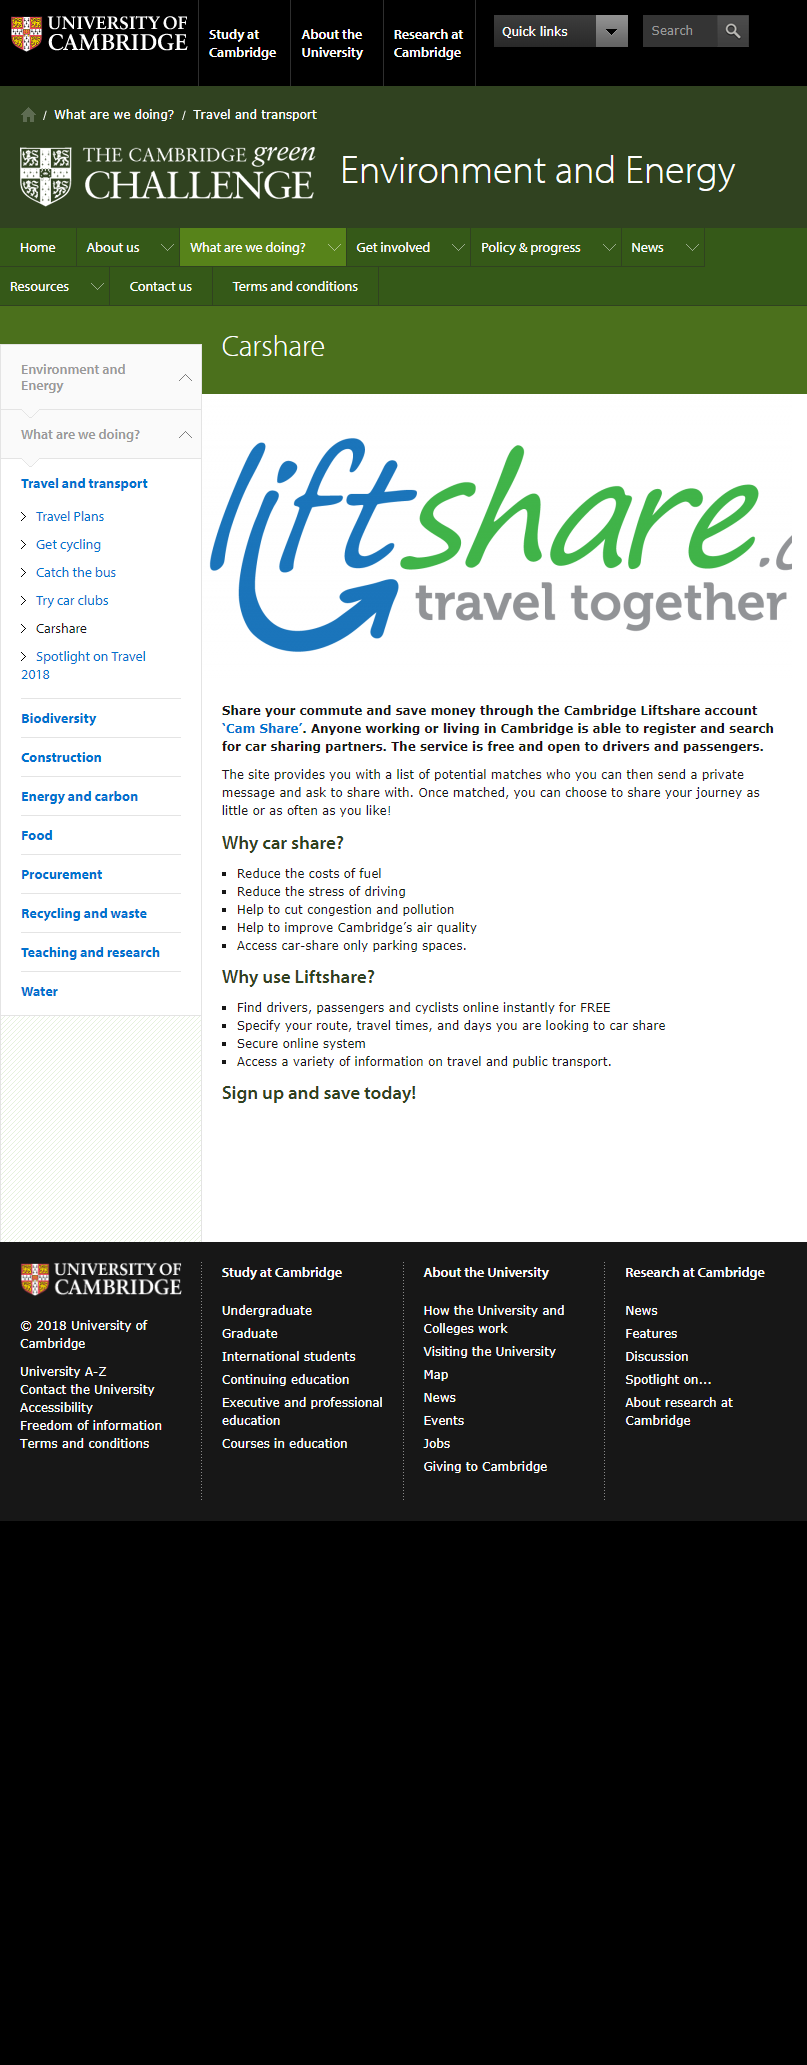 UNIVERSITY OF
CAMBRIDGE
Study at
Cambridge
About the
University
Research at
Cambridge
Quick links
Search
/ What are we doing? / Travel and transport
THE CAMBRIDGE green
CHALLENGE
Environment and Energy
Home
About us
What are we doing?
Get involved
Policy & progress
News
Resources
Contact us
Terms and conditions
Carshare
Environment and
Energy
What are we doing?
Travel and transport
Travel Plans
Get cycling
Catch the bus
Try car clubs
Carshare
Spotlight on Travel
2018
Biodiversity
Construction
Energy and carbon
Food
Procurement
Recycling and waste
Teaching and research
Water
liftshare.c
travel together
Share your commute and save money through the Cambridge Liftshare account
‘Cam Share’. Anyone working or living in Cambridge is able to register and search
for car sharing partners. The service is free and open to drivers and passengers.
The site provides you with a list of potential matches who you can then send a private
message and ask to share with. Once matched, you can choose to share your journey as
little or as often as you like!
Why car share?
Reduce the costs of fuel
Reduce the stress of driving
Help to cut congestion and pollution
Help to improve Cambridge’s air quality
Access car-share only parking spaces.
Why use Liftshare?
Find drivers, passengers and cyclists online instantly for FREE
Specify your route, travel times, and days you are looking to car share
Secure online system
Access a variety of information on travel and public transport.
Sign up and save today!
UNIVERSITY OF
CAMBRIDGE
© 2018 University of
Cambridge
University A-Z
Contact the University
Accessibility
Freedom of information
Terms and conditions
Study at Cambridge
Undergraduate
Graduate
International students
Continuing education
Executive and professional
education
Courses in education
About the University
How the University and
Colleges work
Visiting the University
Map
News
Events
Jobs
Giving to Cambridge
Research at Cambridge
News
Features
Discussion
Spotlight on...
About research at
Cambridge